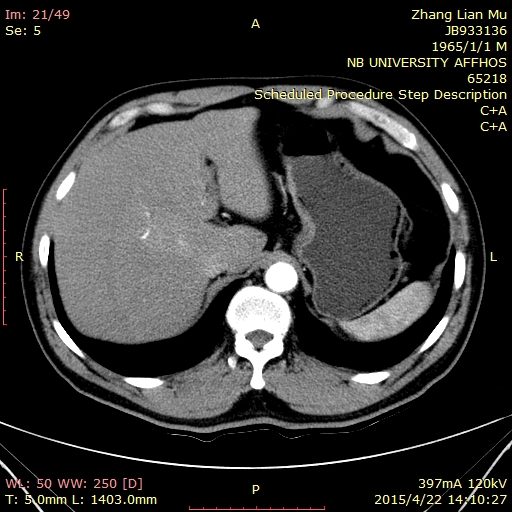 Im: 21/49
Se: 5
A
Zhang Lian Mu
JB933136
1965/1/1 M
NB UNIVERSITY AFFHOS
65218
Scheduled Procedure Step Description
C+A
C+A
R
L
WL: 50 WW: 250 [D]
T: 5.0mm L: 1403.0mm
P
397mA 120kV
2015/4/22 14:10:27